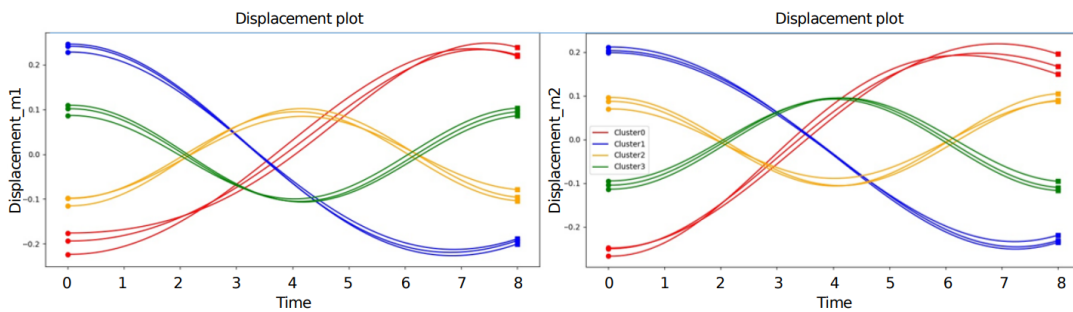 Displacement plot
Displacement_m1
0.2
0.1
0.0
-0.1
-0.2
0 1 2 3 4 5 6 7 8
Time
Displacement plot
Displacement_m2
0.2
0.1
0.0
-0.1
-0.2
Cluster0
Cluster1
Cluster2
Cluster3
0 1 2 3 4 5 6 7 8
Time